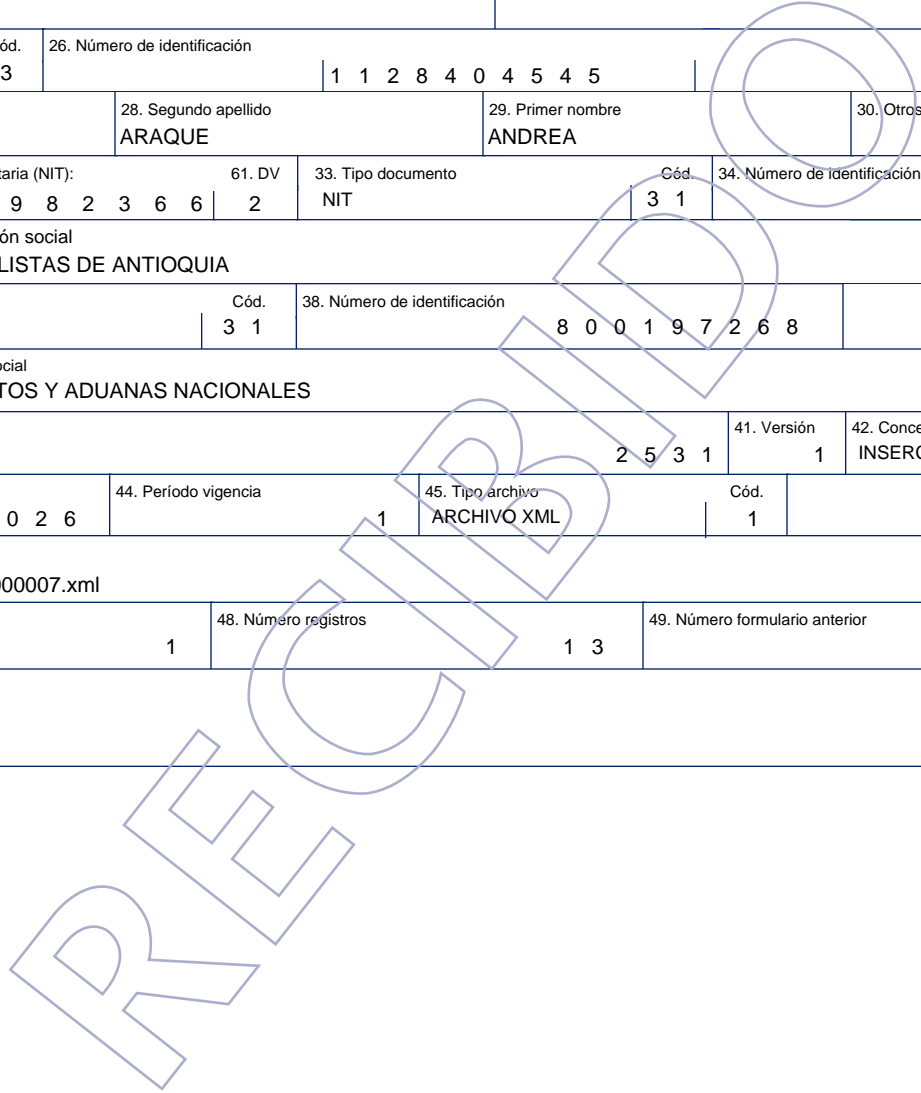 ód. 26. Número de identificación
3 1 1 2 8 4 0 4 5 4 5
28. Segundo apellido 29. Primer nombre 30. Otros
ARAQUE ANDREA
taria (NIT): 61. DV 33. Tipo documento Cód. 34. Número de identificación
9 8 2 3 6 6 2 NIT 3 1
ón social
LISTAS DE ANTIOQUIA
Cód. 38. Número de identificación
3 1 8 0 0 1 9 7 2 6 8
ocial
TOS Y ADUANAS NACIONALES
41. Versión 42. Conce
2 5 3 1 1 INSERC
44. Período vigencia 45. Tipo archivo Cód.
0 2 6 1 ARCHIVO XML 1
000007.xml
48. Número registros 49. Número formulario anterior
1 1 3
RECIBIDO